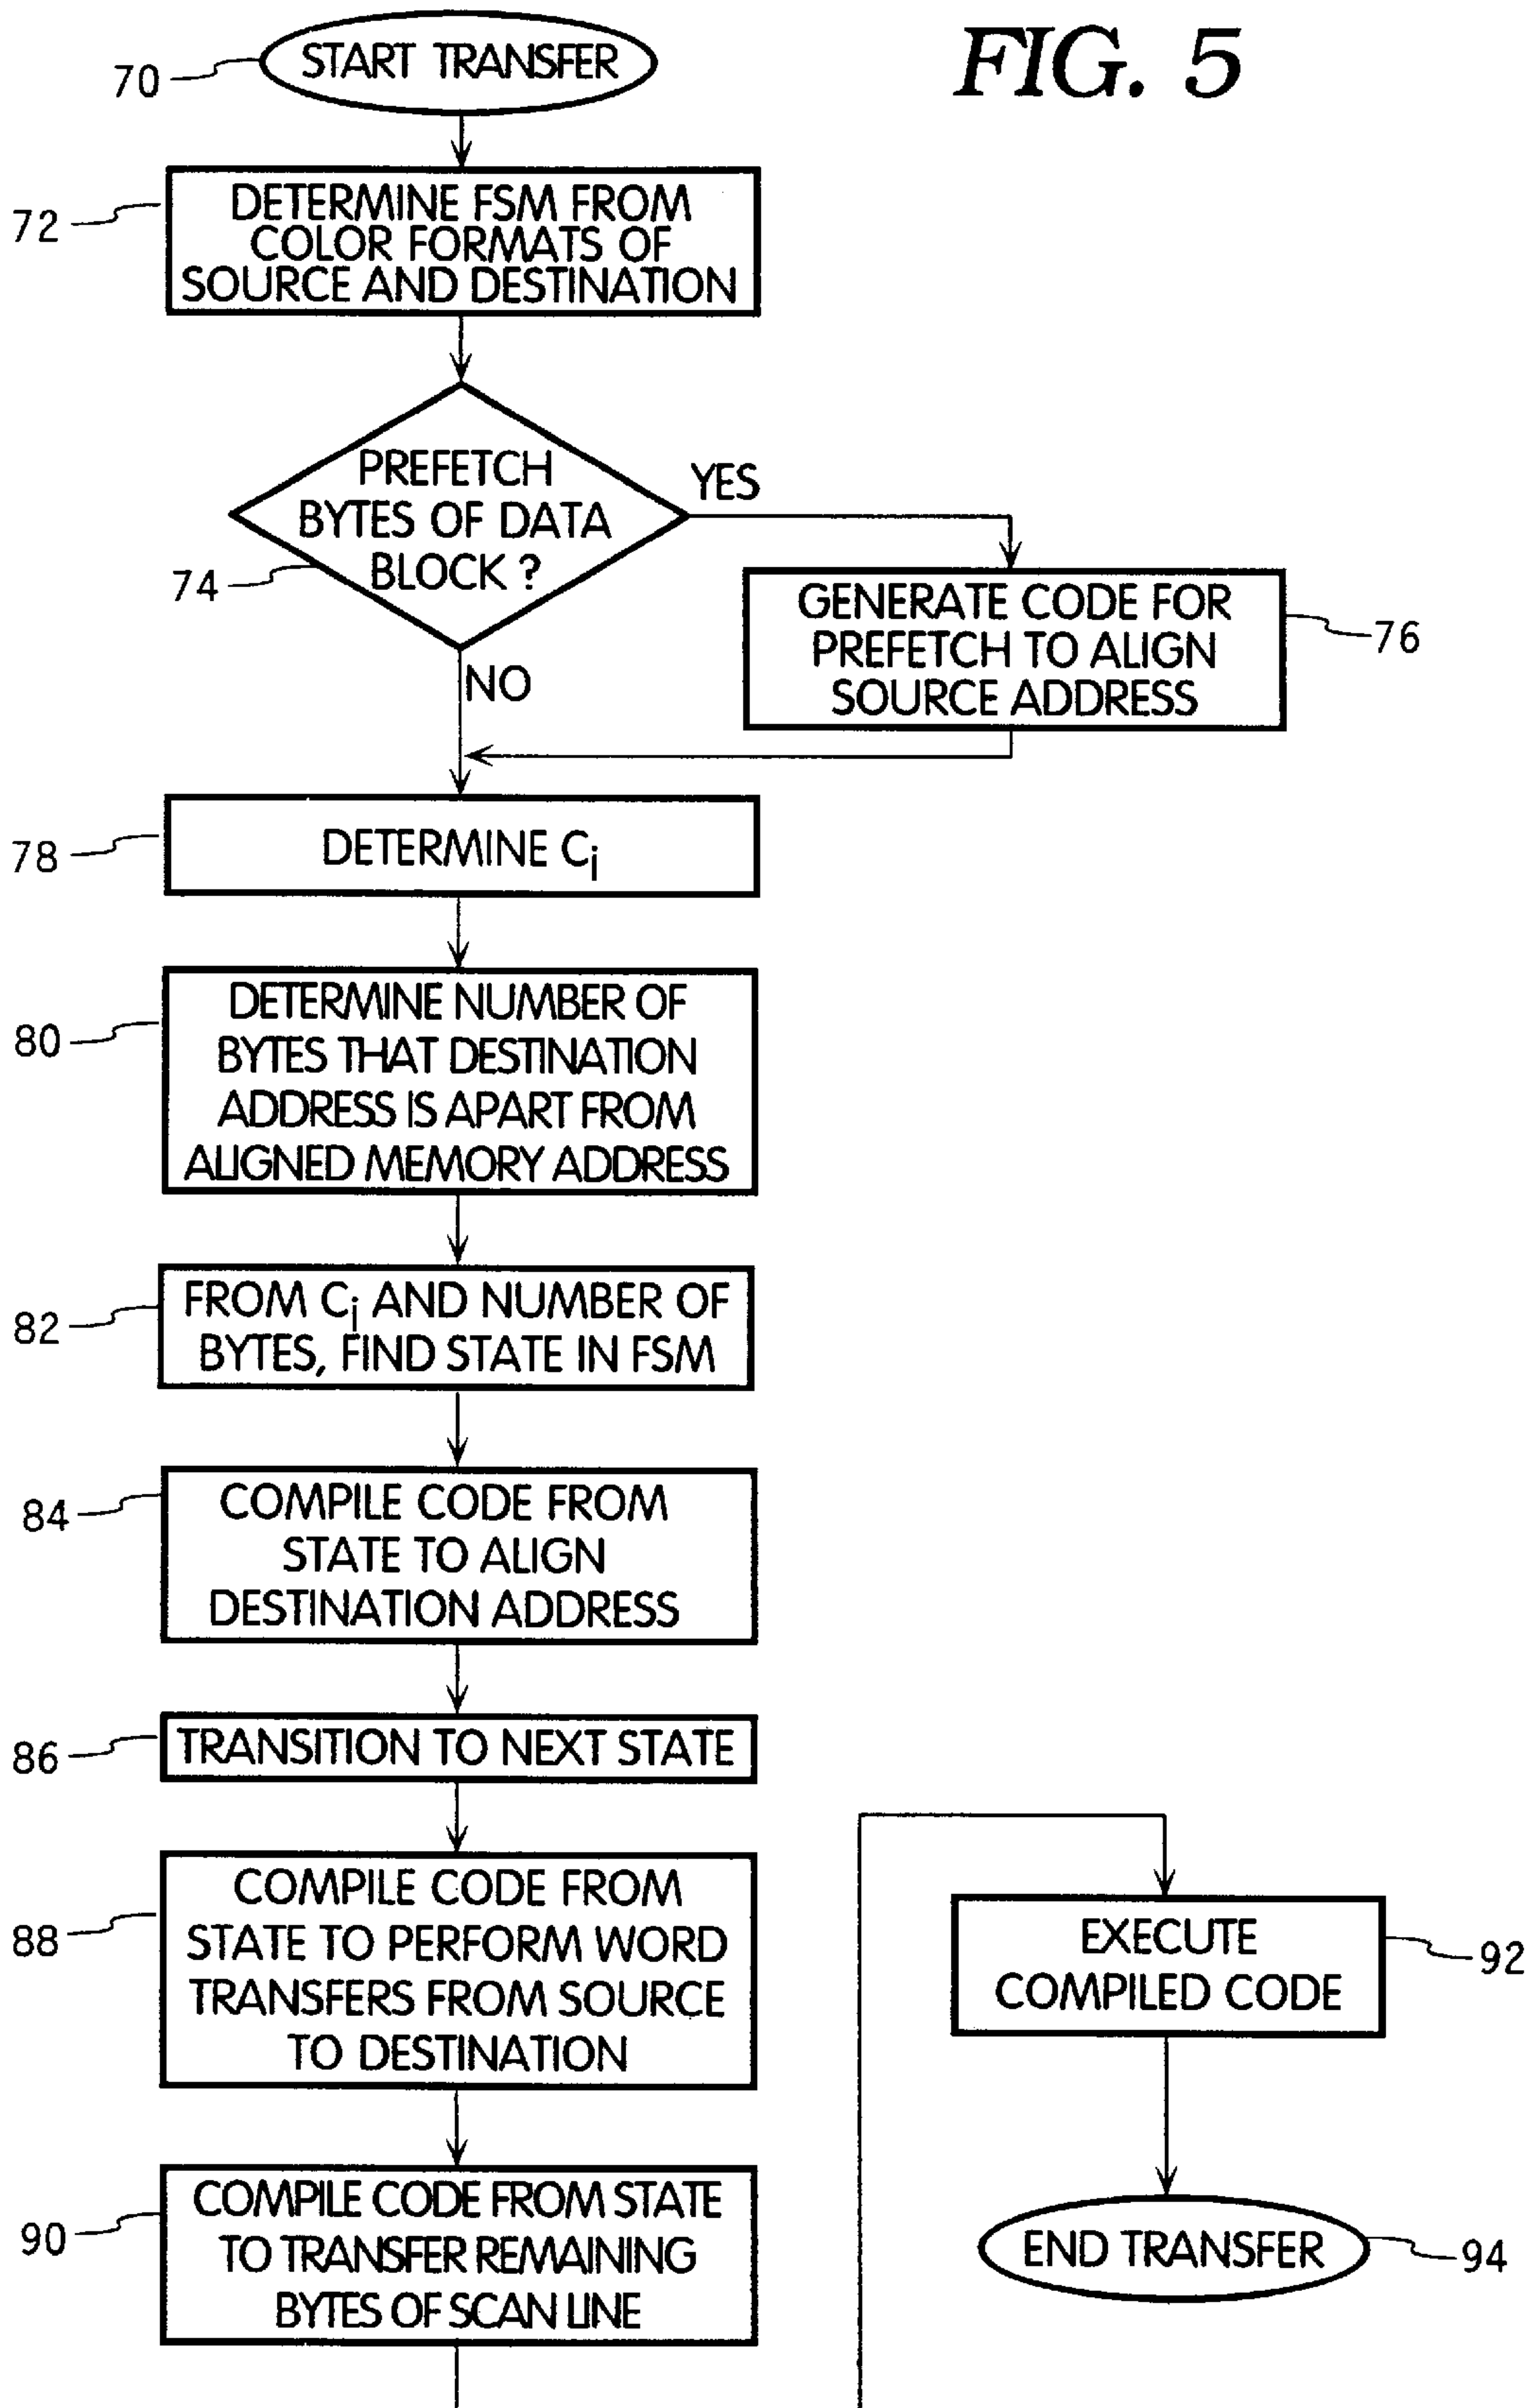 FIG. 5
70
START TRANSFER
72
DETERMINE FSM FROM
COLOR FORMATS OF
SOURCE AND DESTINATION
PREFETCH
BYTES OF DATA
BLOCK ?
74
YES
NO
GENERATE CODE FOR
PREFETCH TO ALIGN
SOURCE ADDRESS
76
78
DETERMINE Ci
80
DETERMINE NUMBER OF
BYTES THAT DESTINATION
ADDRESS IS APART FROM
ALIGNED MEMORY ADDRESS
82
FROM Ci AND NUMBER OF
BYTES, FIND STATE IN FSM
84
COMPILE CODE FROM
STATE TO ALIGN
DESTINATION ADDRESS
86
TRANSITION TO NEXT STATE
88
COMPILE CODE FROM
STATE TO PERFORM WORD
TRANSFERS FROM SOURCE
TO DESTINATION
90
COMPILE CODE FROM STATE
TO TRANSFER REMAINING
BYTES OF SCAN LINE
EXECUTE
COMPILED CODE
92
END TRANSFER
94